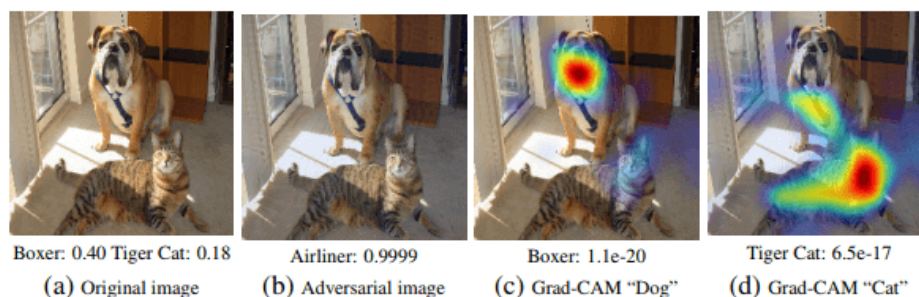 Boxer: 0.40 Tiger Cat: 0.18
Airliner: 0.9999
Boxer: 1.1e-20
Tiger Cat: 6.5e-17
(a) Original image
(b) Adversarial image
(c) Grad-CAM “Dog”
(d) Grad-CAM “Cat”